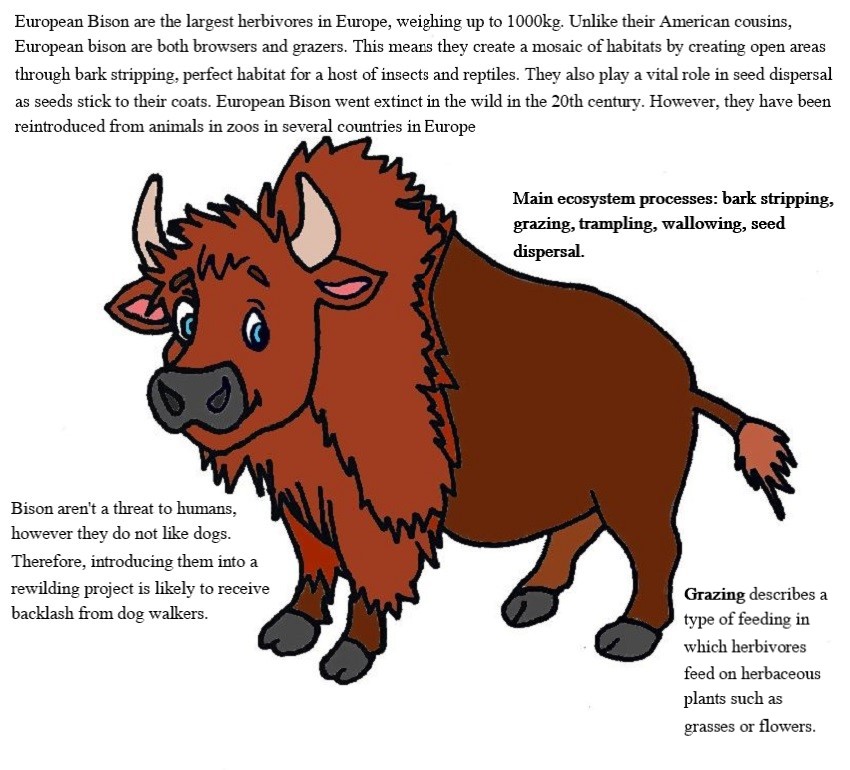 European Bison are the largest herbivores in Europe, weighing up to 1000kg. Unlike their American cousins,
European bison are both browsers and grazers. This means they create a mosaic of habitats by creating open areas
through bark stripping, perfect habitat for a host of insects and reptiles. They also play a vital role in seed dispersal
as seeds stick to their coats. European Bison went extinct in the wild in the 20th century. However, they have been
reintroduced from animals in zoos in several countries in Europe
Main ecosystem processes: bark stripping,
grazing, trampling, wallowing, seed
dispersal.
Bison aren't a threat to humans,
however they do not like dogs.
Therefore, introducing them into a
rewilding project is likely to receive
backlash from dog walkers.
Grazing describes a
type of feeding in
which herbivores
feed on herbaceous
plants such as
grasses or flowers.